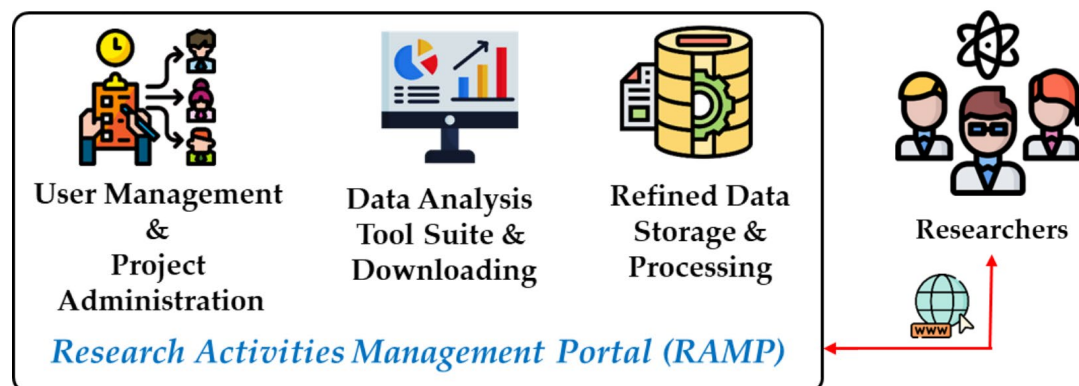 User Management
&
Project
Administration
Data Analysis
Tool Suite &
Downloading
Refined Data
Storage &
Processing
Researchers
WWW
Research Activities Management Portal (RAMP)